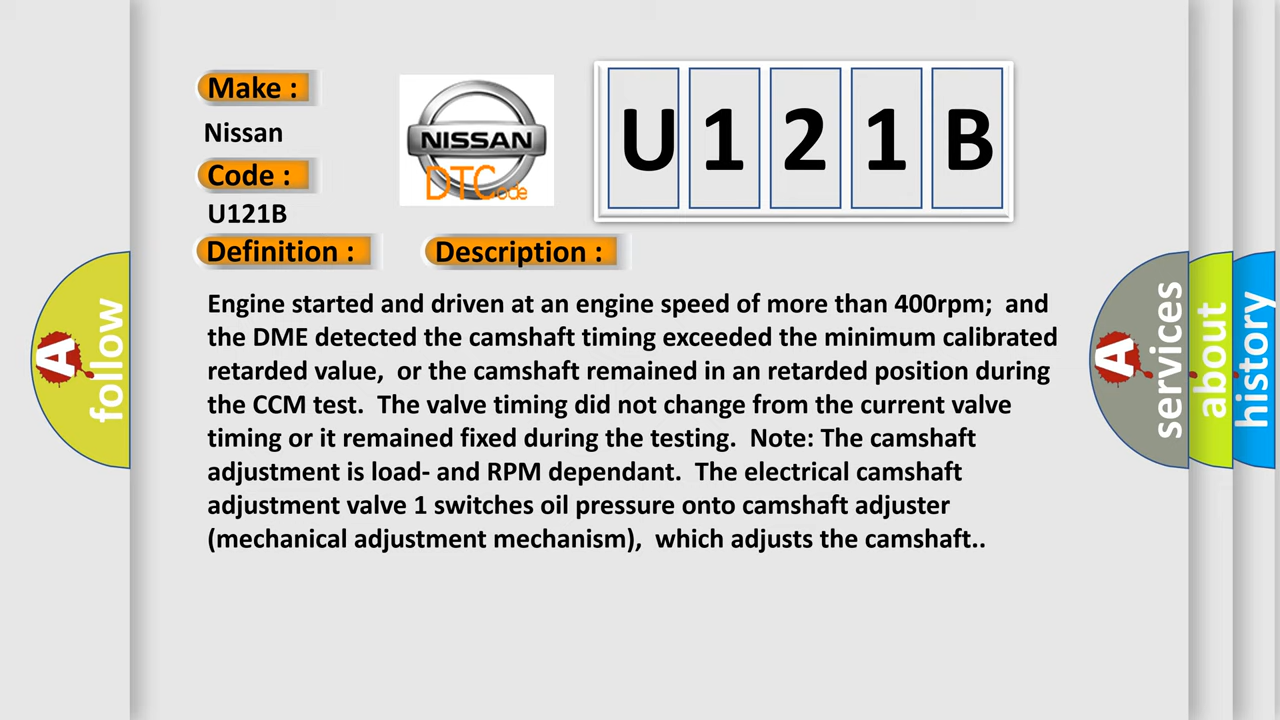 Make :
Nissan
Code :
U121B
Definition :
NISSAN
DTCode
U121B
Description :
Engine started and driven at an engine speed of more than 400rpm;  and
the DME detected the camshaft timing exceeded the minimum calibrated
retarded value,  or the camshaft remained in an retarded position during
the CCM test.  The valve timing did not change from the current valve
timing or it remained fixed during the testing.  Note: The camshaft
adjustment is load- and RPM dependant.  The electrical camshaft
adjustment valve 1 switches oil pressure onto camshaft adjuster
(mechanical adjustment mechanism),  which adjusts the camshaft..
A follow
A services
about
history